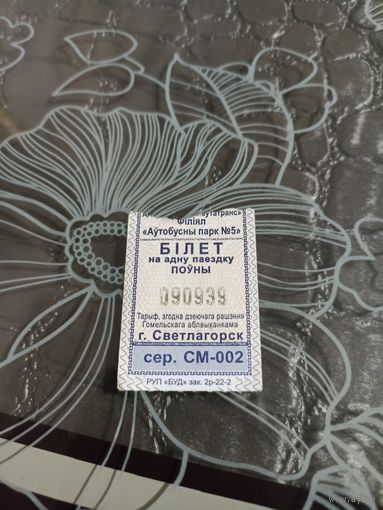 Філіял
«Аўтобусны парк №5»
БІЛЕТ
на адну паездку
ПОЎНЫ
090939
Тарыф, згодна дзеючага рашэння
Гомельскага аблвыканкама
г. Светлагорск
сер. СМ-002
РУП «БУД» зак. 2р-22-2